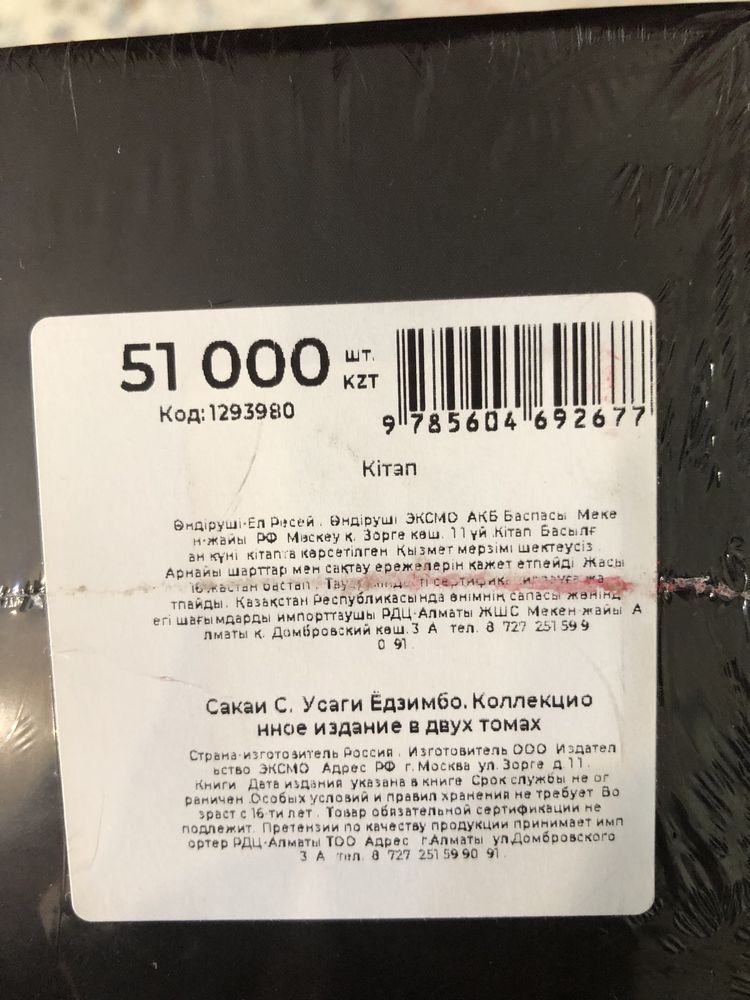 51 000 шт.
KZT
Код: 1293980
9 785604 692677
Кітап
Өндіруші-Ел Ресей . Өндіруші ЭКСМО АКБ Баспасы Меке
н-жайы РФ Мәскеу қ. Зорге көш. 11 үй .Кітап Басылғ
ан күні кітапта көрсетілген Қызмет мерзімі шектеусіз .
Арнайы шарттар мен сақтау ережелерін қажет етпейді Жасы
16 жастан бастап . жа
тпайды. Қазақстан Республикасында өнімнің сапасы жөнінд
егі шағымдарды импорттаушы РДЦ-Алматы ЖШС Мекен-жайы А
лматы қ. Домбровский көш.3 А тел. 8 727 251 59 9
0 91 .
Сакаи С. Усаги Ёдзимбо. Коллекцио
нное издание в двух томах
Страна-изготовитель Россия . Изготовитель ООО Издател
ьство ЭКСМО Адрес РФ г.Москва ул. Зорге д.11 .
Книги Дата издания указана в книге Срок службы не ог
раничен .Особых условий и правил хранения не требует Во
зраст с 16-ти лет . Товар обязательной сертификации не
подлежит. Претензии по качеству продукции принимает имп
ортер РДЦ-Алматы ТОО Адрес г.Алматы ул.Домбровского
3 А тел. 8 727 251 59 90 91 .